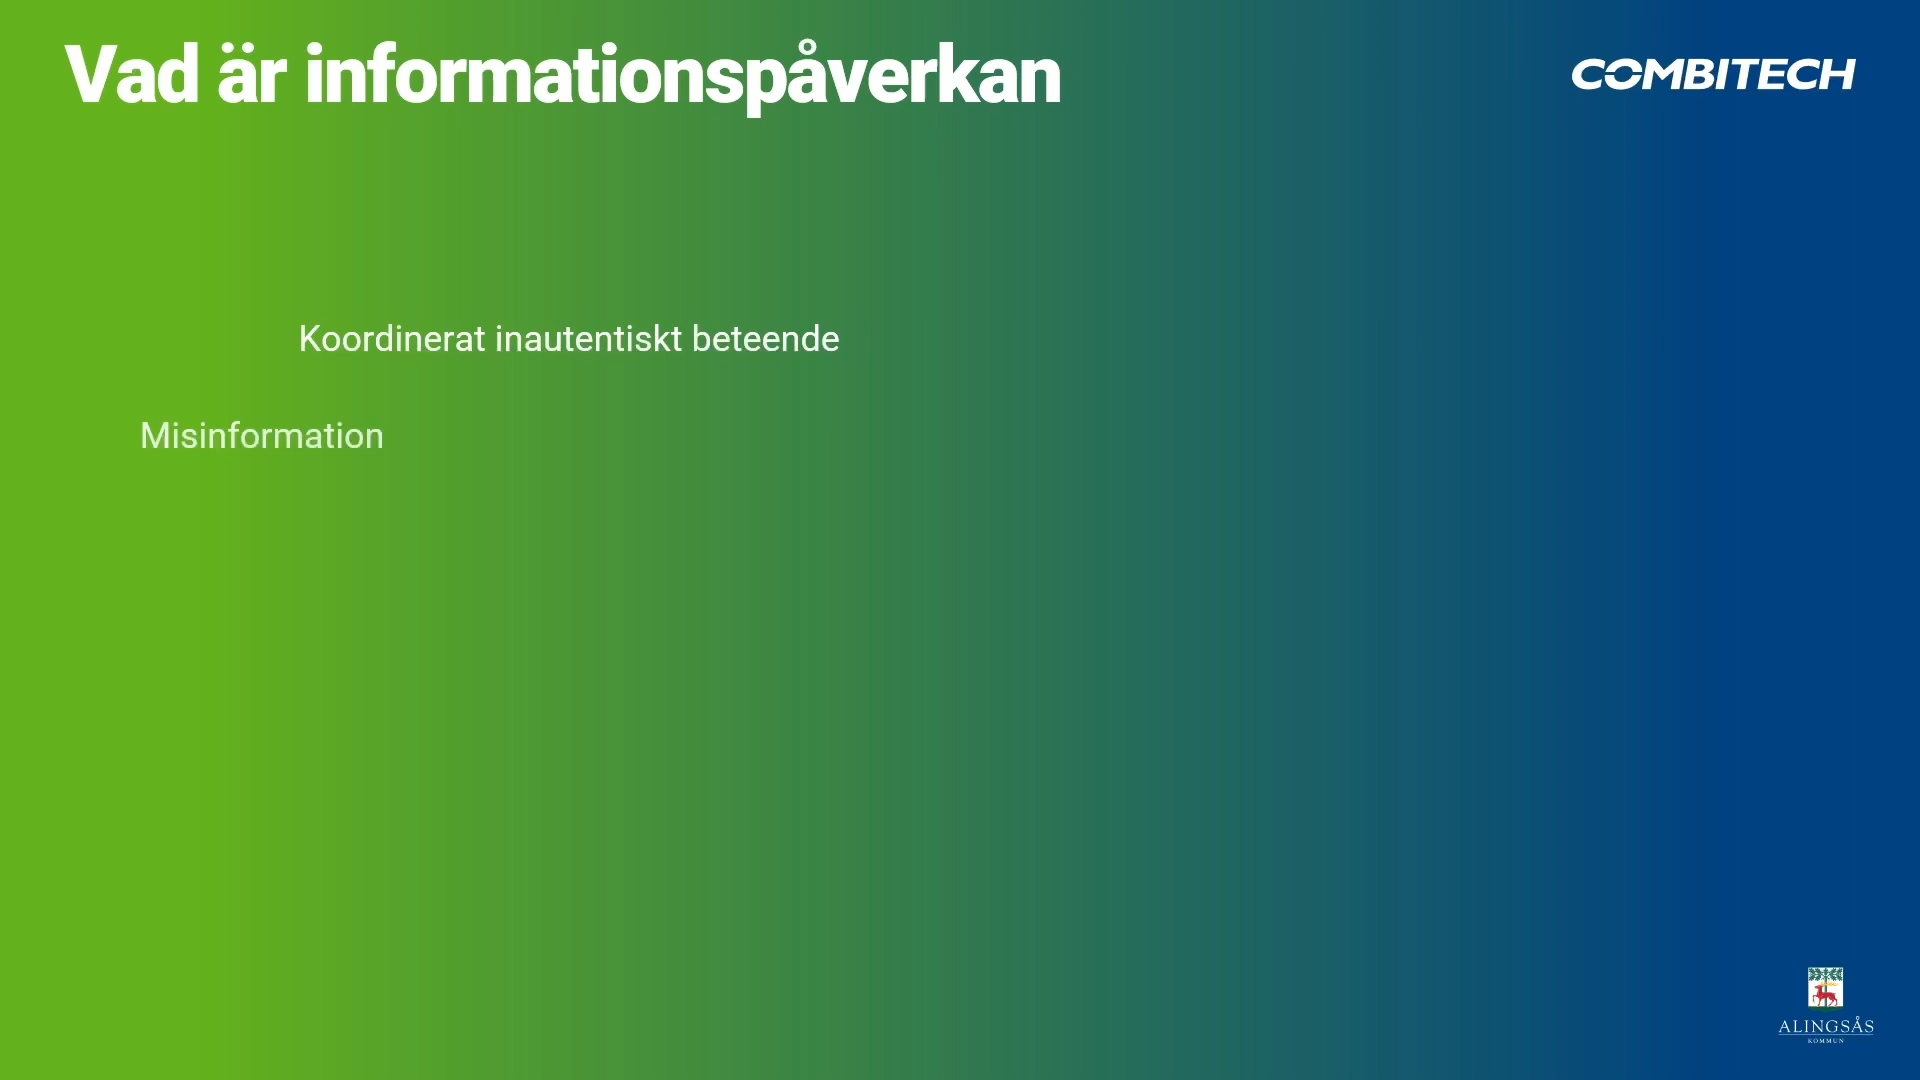 Vad är informationspåverkan
COMBITECH
Koordinerat inautentiskt beteende
Misinformation
ALINGSÅS
KOMMUN